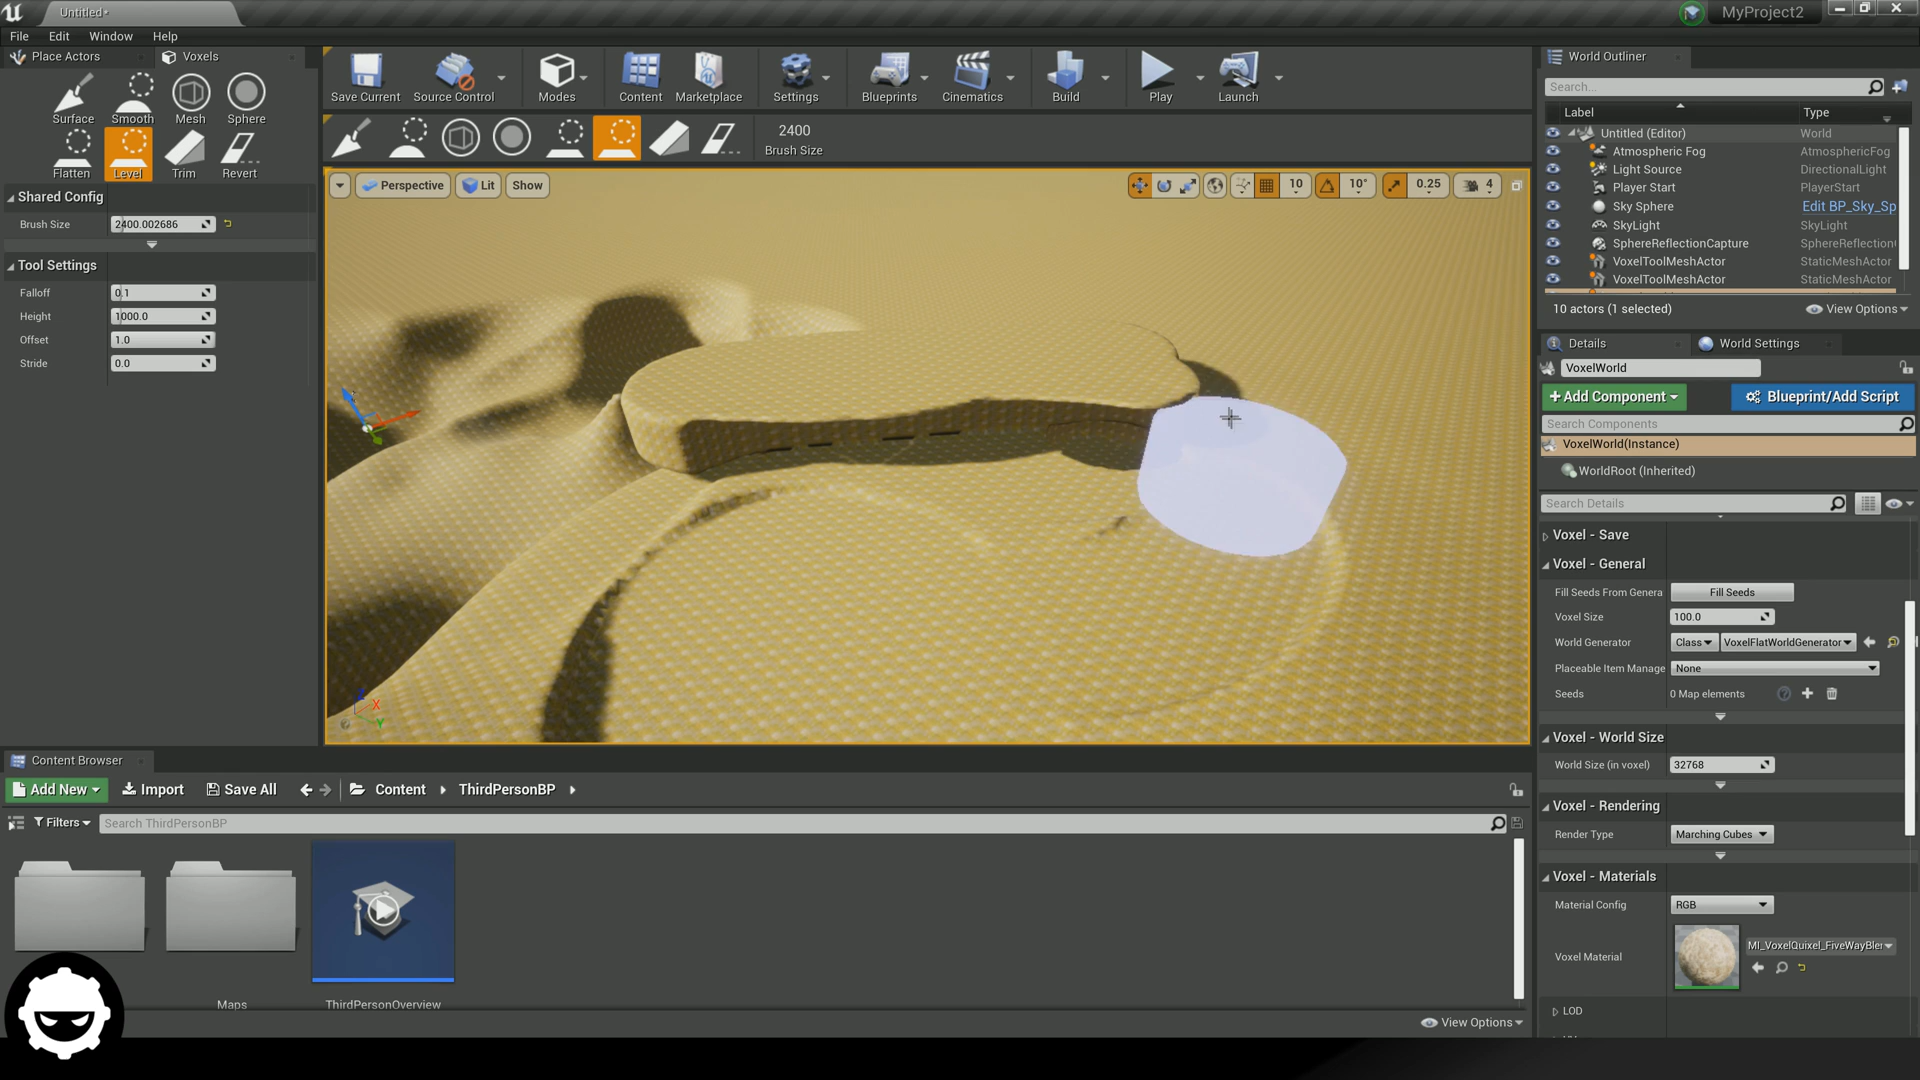 Untitled*
MyProject2
File Edit Window Help
Place Actors Voxels
Surface Smooth Mesh Sphere
Flatten Level Trim Revert
Shared Config
Brush Size 2400.002686
Tool Settings
Falloff 0.1
Height 1000.0
Offset 1.0
Stride 0.0
Save Current Source Control Modes Content Marketplace Settings Blueprints Cinematics Build Play Launch
2400
Brush Size
Perspective Lit Show 10 10° 0.25 4
X
Y
Z
World Outliner
Search...
Label Type
Untitled (Editor) World
Atmospheric Fog AtmosphericFog
Light Source DirectionalLight
Player Start PlayerStart
Sky Sphere Edit BP_Sky_Sp
SkyLight SkyLight
SphereReflectionCapture SphereReflection
VoxelToolMeshActor StaticMeshActor
VoxelToolMeshActor StaticMeshActor
10 actors (1 selected) View Options
Details World Settings
VoxelWorld
+Add Component Blueprint/Add Script
Search Components
VoxelWorld(Instance)
WorldRoot (Inherited)
Search Details
Voxel - Save
Voxel - General
Fill Seeds From Genera Fill Seeds
Voxel Size 100.0
World Generator Class VoxelFlatWorldGenerator
Placeable Item Manage None
Seeds 0 Map elements
Voxel - World Size
World Size (in voxel) 32768
Voxel - Rendering
Render Type Marching Cubes
Voxel - Materials
Material Config RGB
Voxel Material MI_VoxelQuixel_FiveWayBler
LOD
Content Browser
Add New Import Save All Content ThirdPersonBP
Filters Search ThirdPersonBP
Maps ThirdPersonOverview
View Options